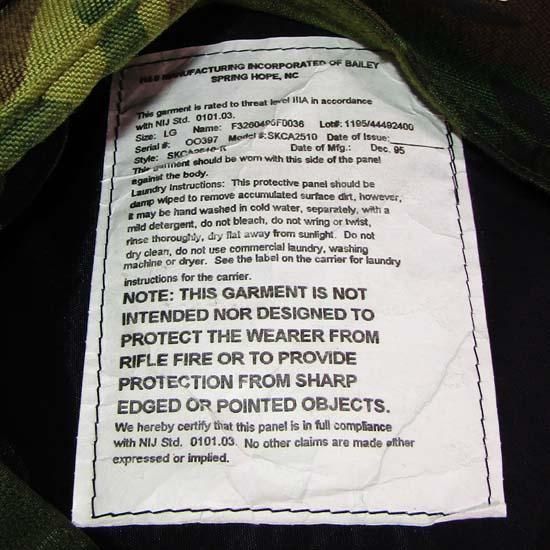 MANUFACTURING INCORPORATED OF BAILEY
SPRING HOPE, NC
This garment is rated to threat level IIIA in accordance
with NIJ Std. 0101.03.
Size: LG Name: Lot#: 1195/44492400
Serial #: OO397 Model #:SKCA2510 Date of Issue:
Style: Date of Mfg.: Dec. 95
This garment should be worn with this side of the panel
against the body.
Laundry Instructions: This protective panel should be
damp wiped to remove accumulated surface dirt, however,
it may be hand washed in cold water, separately, with a
mild detergent, do not bleach, do not wring or twist,
rinse thoroughly, dry flat away from sunlight. Do not
dry clean, do not use commercial laundry, washing
machine or dryer. See the label on the carrier for laundry
instructions for the carrier.
NOTE: THIS GARMENT IS NOT
INTENDED NOR DESIGNED TO
PROTECT THE WEARER FROM
RIFLE FIRE OR TO PROVIDE
PROTECTION FROM SHARP
EDGED OR POINTED OBJECTS.
We hereby certify that this panel is in full compliance
with NIJ Std. 0101.03. No other claims are made either
expressed or implied.